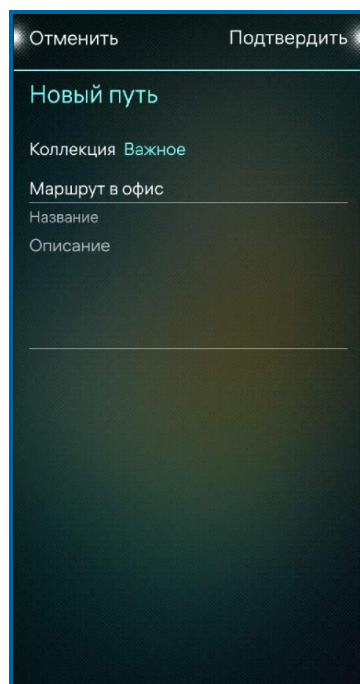 Отменить Подтвердить
Новый путь
Коллекция Важное
Маршрут в офис
Название
Описание